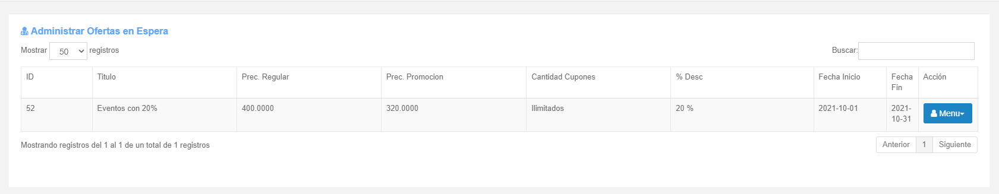 Administrar Ofertas en Espera
Mostrar 50 registros
Buscar:
ID Titulo Prec. Regular Prec. Promocion Cantidad Cupones % Desc Fecha Inicio Fecha Fin Acción
52 Eventos con 20% 400.0000 320.0000 Ilimitados 20 % 2021-10-01 2021-10-31 Menu
Mostrando registros del 1 al 1 de un total de 1 registros
Anterior 1 Siguiente